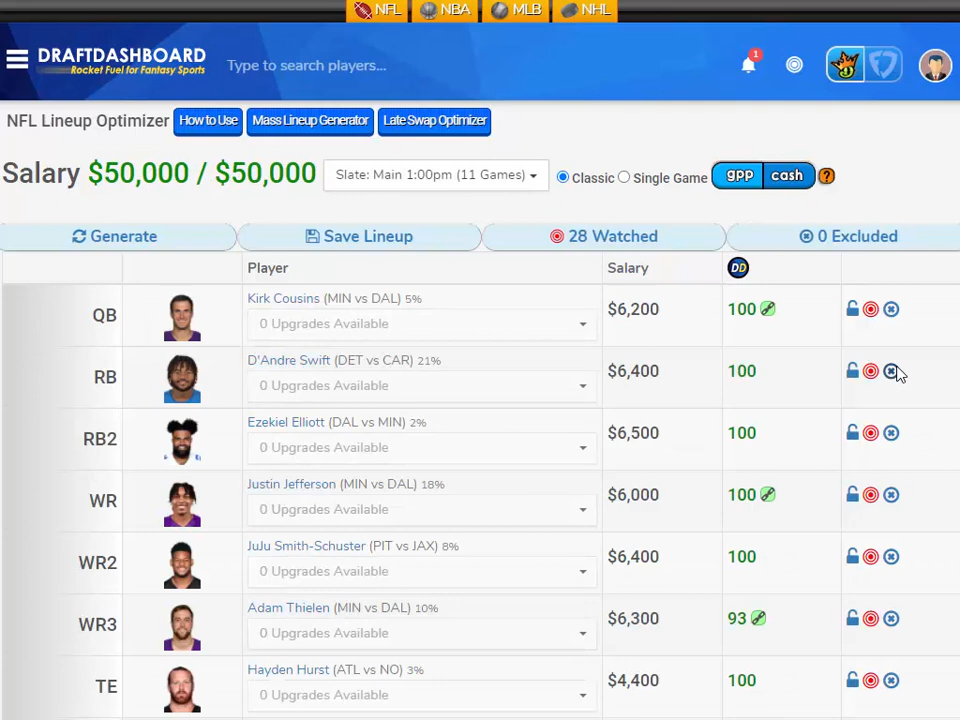 NFL NBA MLB NHL
DRAFTDASHBOARD
Rocket Fuel for Fantasy Sports
Type to search players...
1
NFL Lineup Optimizer How to Use Mass Lineup Generator Late Swap Optimizer
Salary $50,000 / $50,000 Slate: Main 1:00pm (11 Games) Classic Single Game gpp cash ?
Generate Save Lineup 28 Watched 0 Excluded
Player Salary DD
QB Kirk Cousins (MIN vs DAL) 5% $6,200 100
0 Upgrades Available
RB D'Andre Swift (DET vs CAR) 21% $6,400 100
0 Upgrades Available
RB2 Ezekiel Elliott (DAL vs MIN) 2% $6,500 100
0 Upgrades Available
WR Justin Jefferson (MIN vs DAL) 18% $6,000 100
0 Upgrades Available
WR2 JuJu Smith-Schuster (PIT vs JAX) 8% $6,400 100
0 Upgrades Available
WR3 Adam Thielen (MIN vs DAL) 10% $6,300 93
0 Upgrades Available
TE Hayden Hurst (ATL vs NO) 3% $4,400 100
0 Upgrades Available